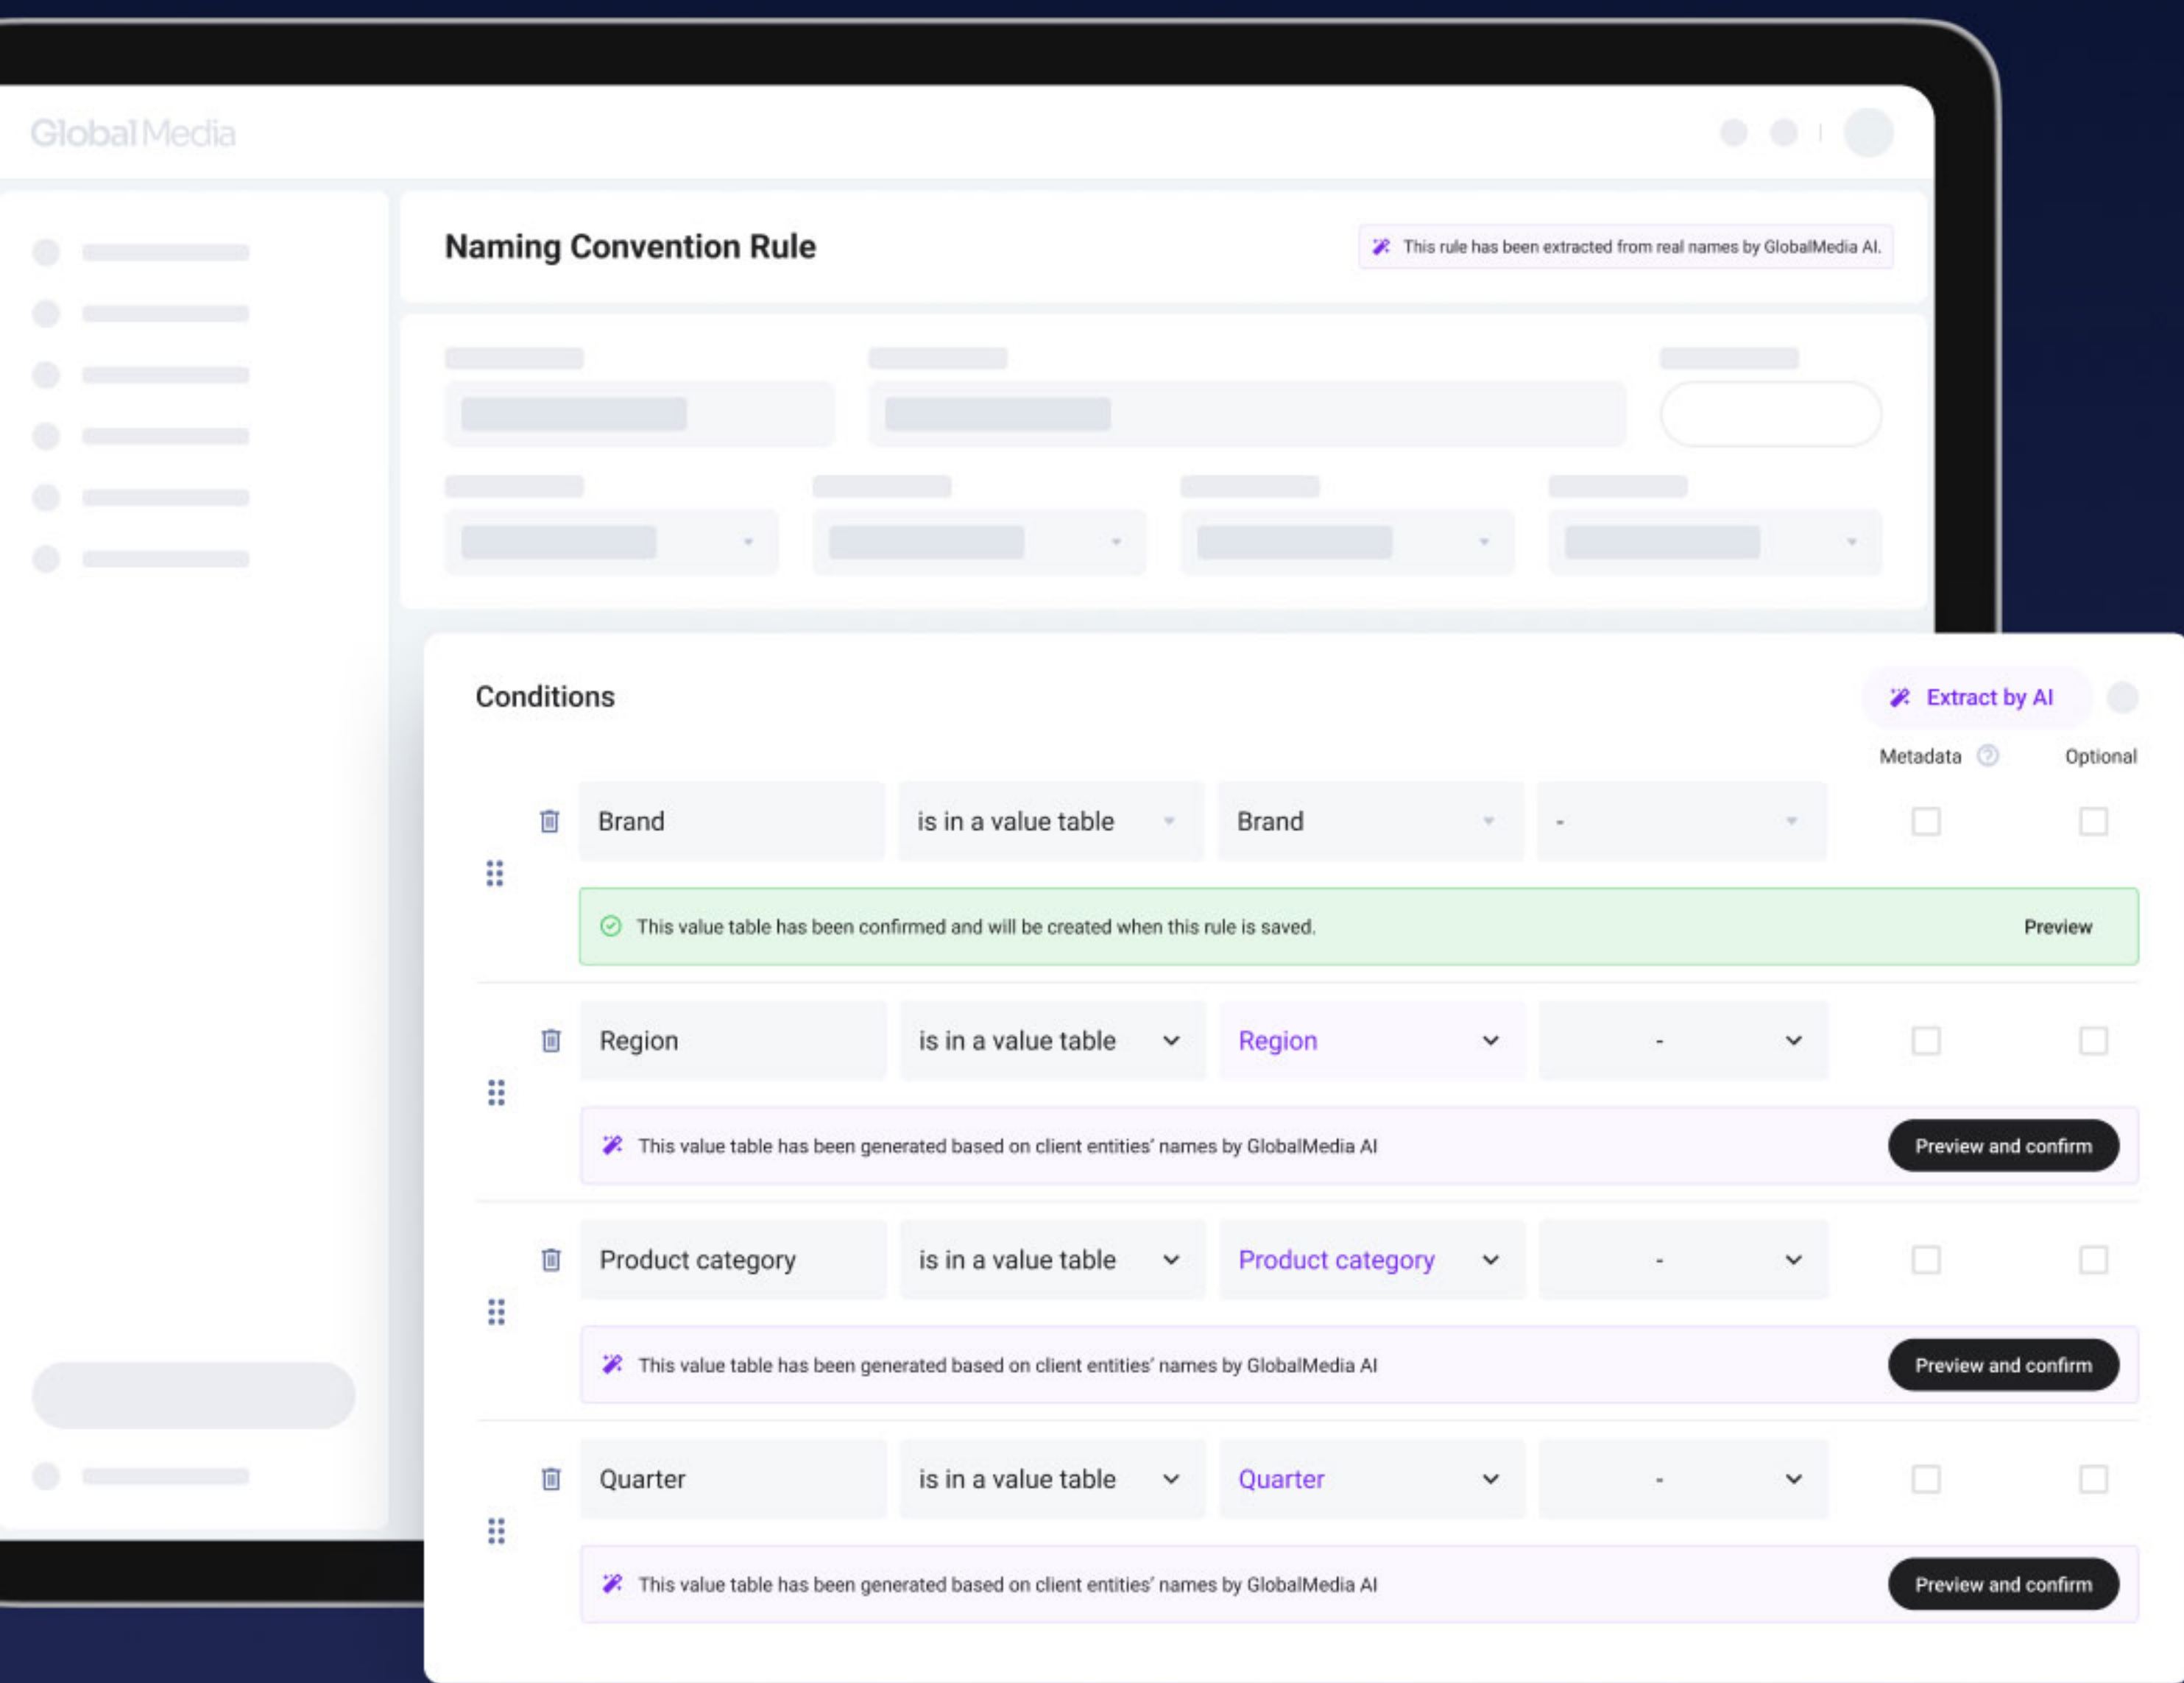 GlobalMedia
Naming Convention Rule
This rule has been extracted from real names by GlobalMedia AI.
Conditions
Extract by AI
Metadata ? Optional
Brand is in a value table Brand -
This value table has been confirmed and will be created when this rule is saved. Preview
Region is in a value table Region -
This value table has been generated based on client entities’ names by GlobalMedia AI Preview and confirm
Product category is in a value table Product category -
This value table has been generated based on client entities’ names by GlobalMedia AI Preview and confirm
Quarter is in a value table Quarter -
This value table has been generated based on client entities’ names by GlobalMedia AI Preview and confirm